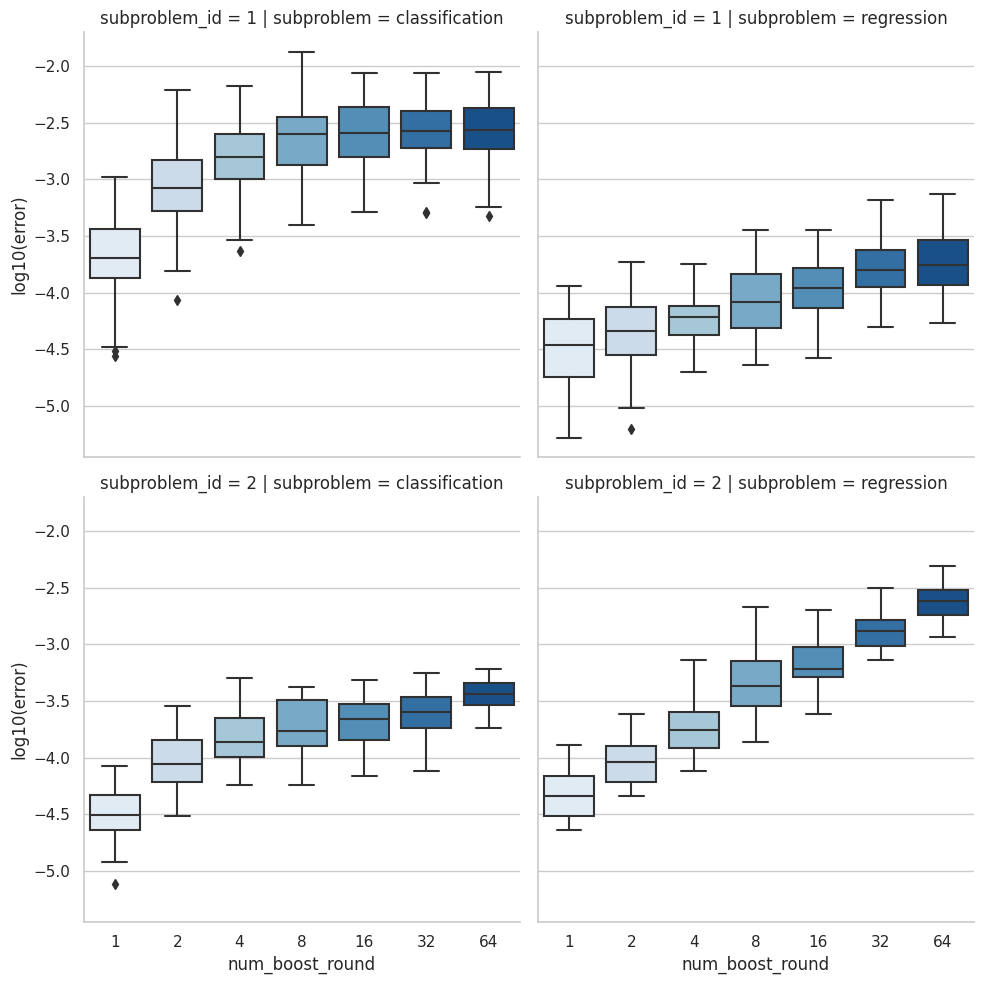 subproblem_id = 1 | subproblem = classification
subproblem_id = 1 | subproblem = regression
−2.0
−2.5
−3.0
−3.5
−4.0
−4.5
−5.0
log10(error)
subproblem_id = 2 | subproblem = classification
subproblem_id = 2 | subproblem = regression
−2.0
−2.5
−3.0
−3.5
−4.0
−4.5
−5.0
log10(error)
1 2 4 8 16 32 64
1 2 4 8 16 32 64
num_boost_round
num_boost_round